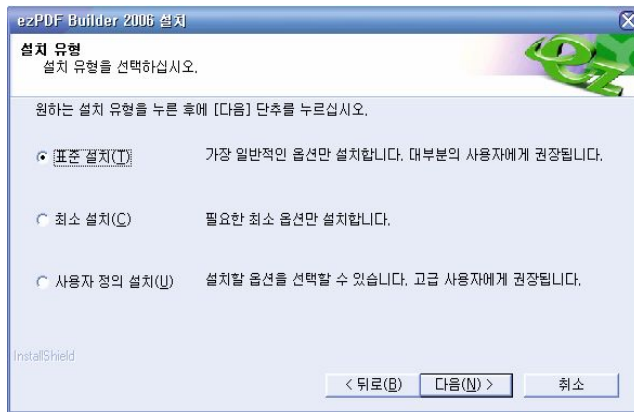 ezPDF Builder 2006 설치
설치 유형
설치 유형을 선택하십시오.
ez
원하는 설치 유형을 누른 후에 [다음] 단추를 누르십시오.
표준 설치(T) 가장 일반적인 옵션만 설치합니다. 대부분의 사용자에게 권장됩니다.
최소 설치(C) 필요한 최소 옵션만 설치합니다.
사용자 정의 설치(U) 설치할 옵션을 선택할 수 있습니다. 고급 사용자에게 권장됩니다.
InstallShield
< 뒤로(B) 다음(N) > 취소